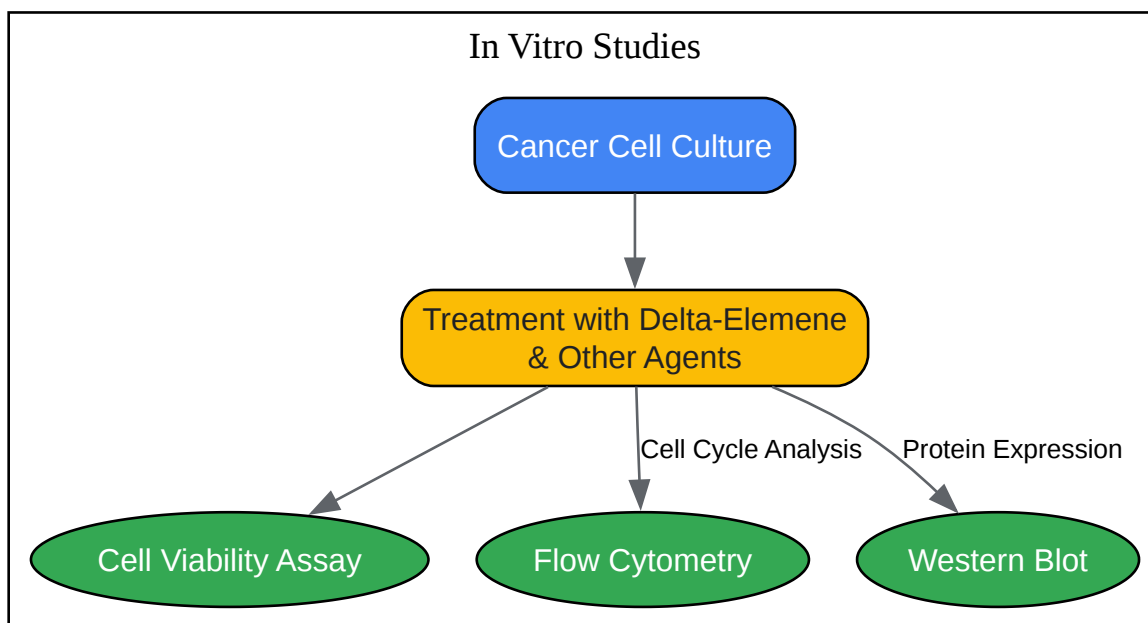 In Vitro Studies
Cancer Cell Culture
Treatment with Delta-Elemene
& Other Agents
Cell Cycle Analysis
Protein Expression
Cell Viability Assay
Flow Cytometry
Western Blot